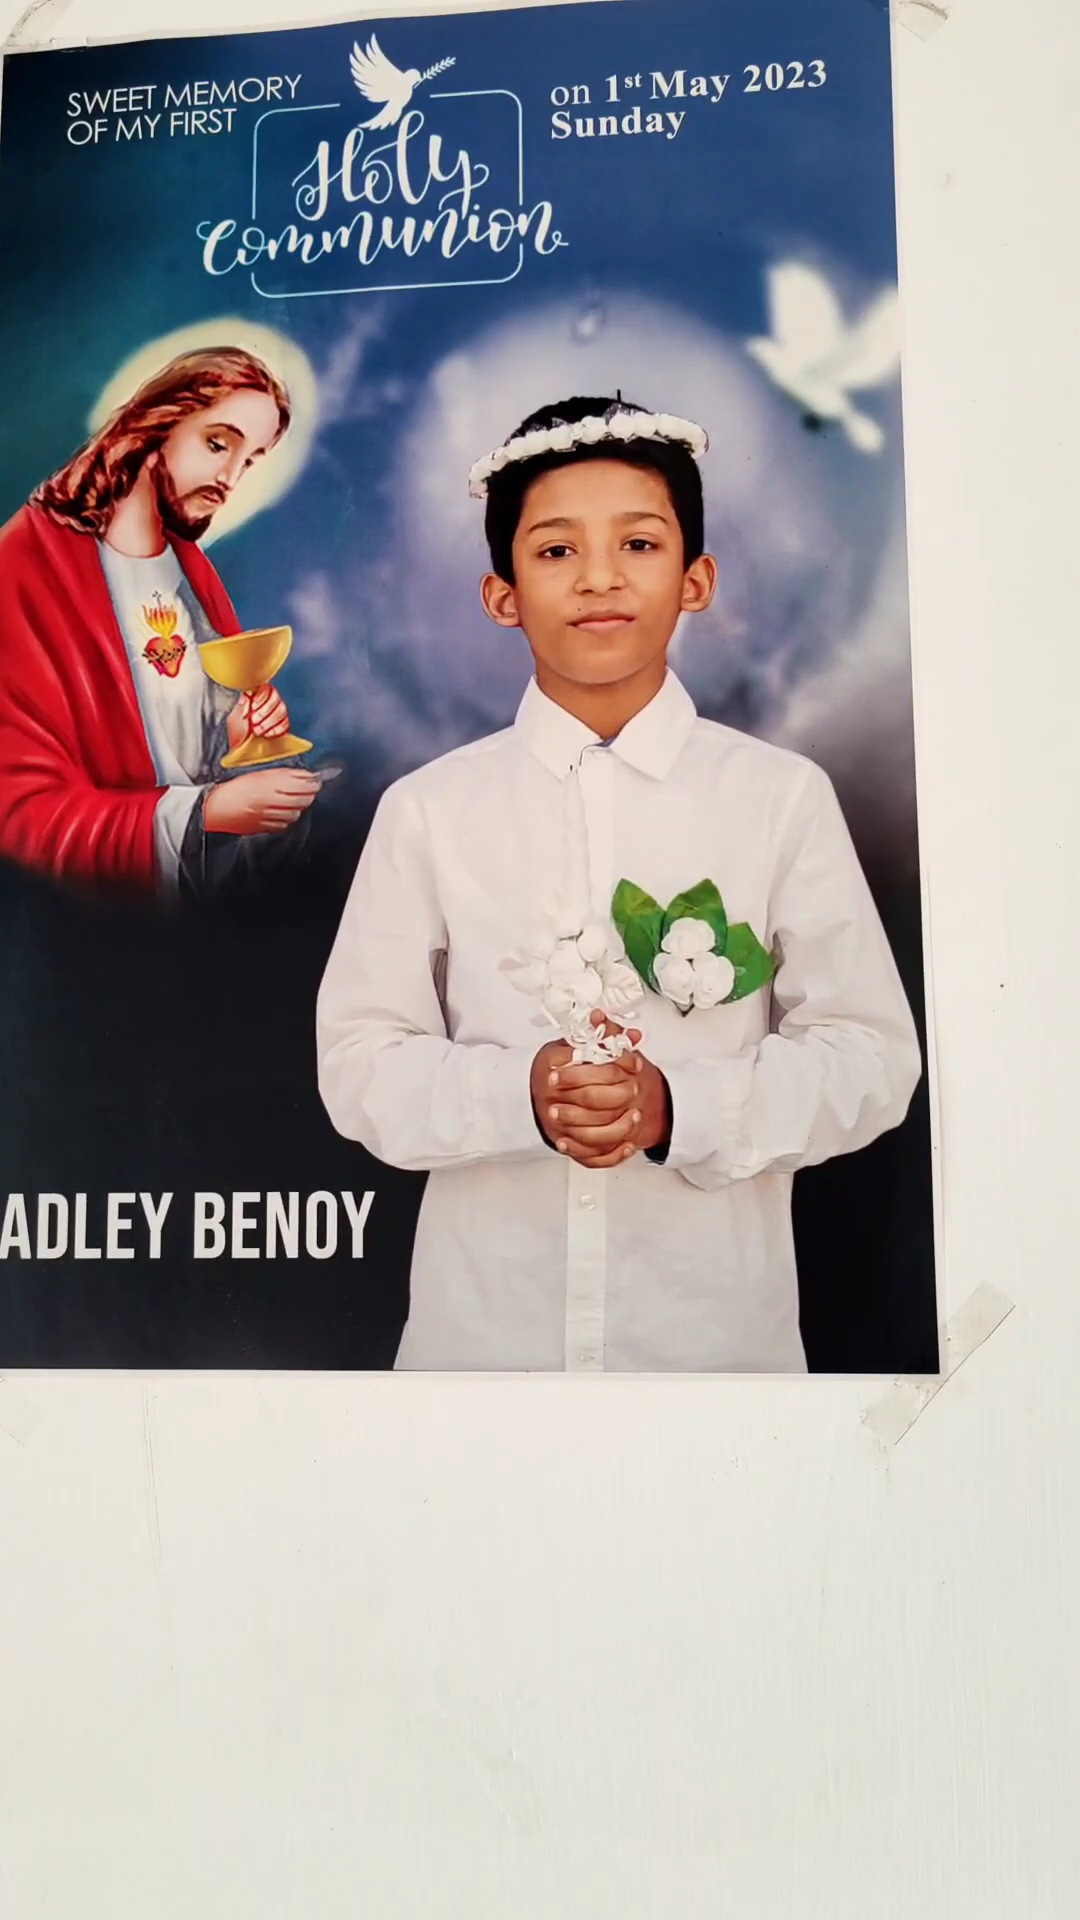 SWEET MEMORY
OF MY FIRST
Holy
Communion
on 1st May 2023
Sunday
ADLEY BENOY